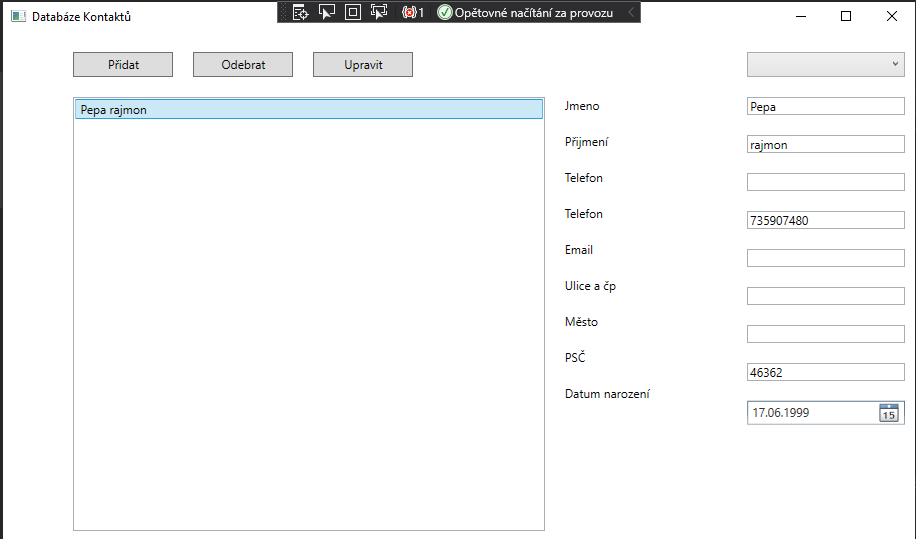 Databáze Kontaktů
1 Opětovné načítání za provozu
Přidat Odebrat Upravit
Pepa rajmon
Jmeno Pepa
Přijmení rajmon
Telefon
Telefon 735907480
Email
Ulice a čp
Město
PSČ 46362
Datum narození 17.06.1999 15